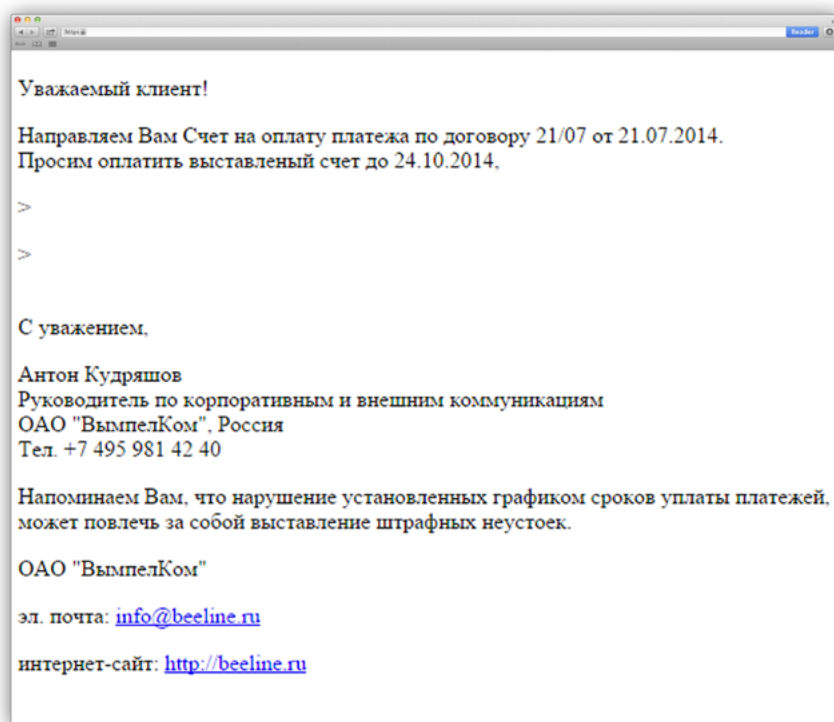 Reader
Уважаемый клиент!
Направляем Вам Счет на оплату платежа по договору 21/07 от 21.07.2014.
Просим оплатить выставленый счет до 24.10.2014,
>
>
С уважением,
Антон Кудряшов
Руководитель по корпоративным и внешним коммуникациям
ОАО "ВымпелКом", Россия
Тел. +7 495 981 42 40
Напоминаем Вам, что нарушение установленных графиком сроков уплаты платежей,
может повлечь за собой выставление штрафных неустоек.
ОАО "ВымпелКом"
эл. почта: info@beeline.ru
интернет-сайт: http://beeline.ru